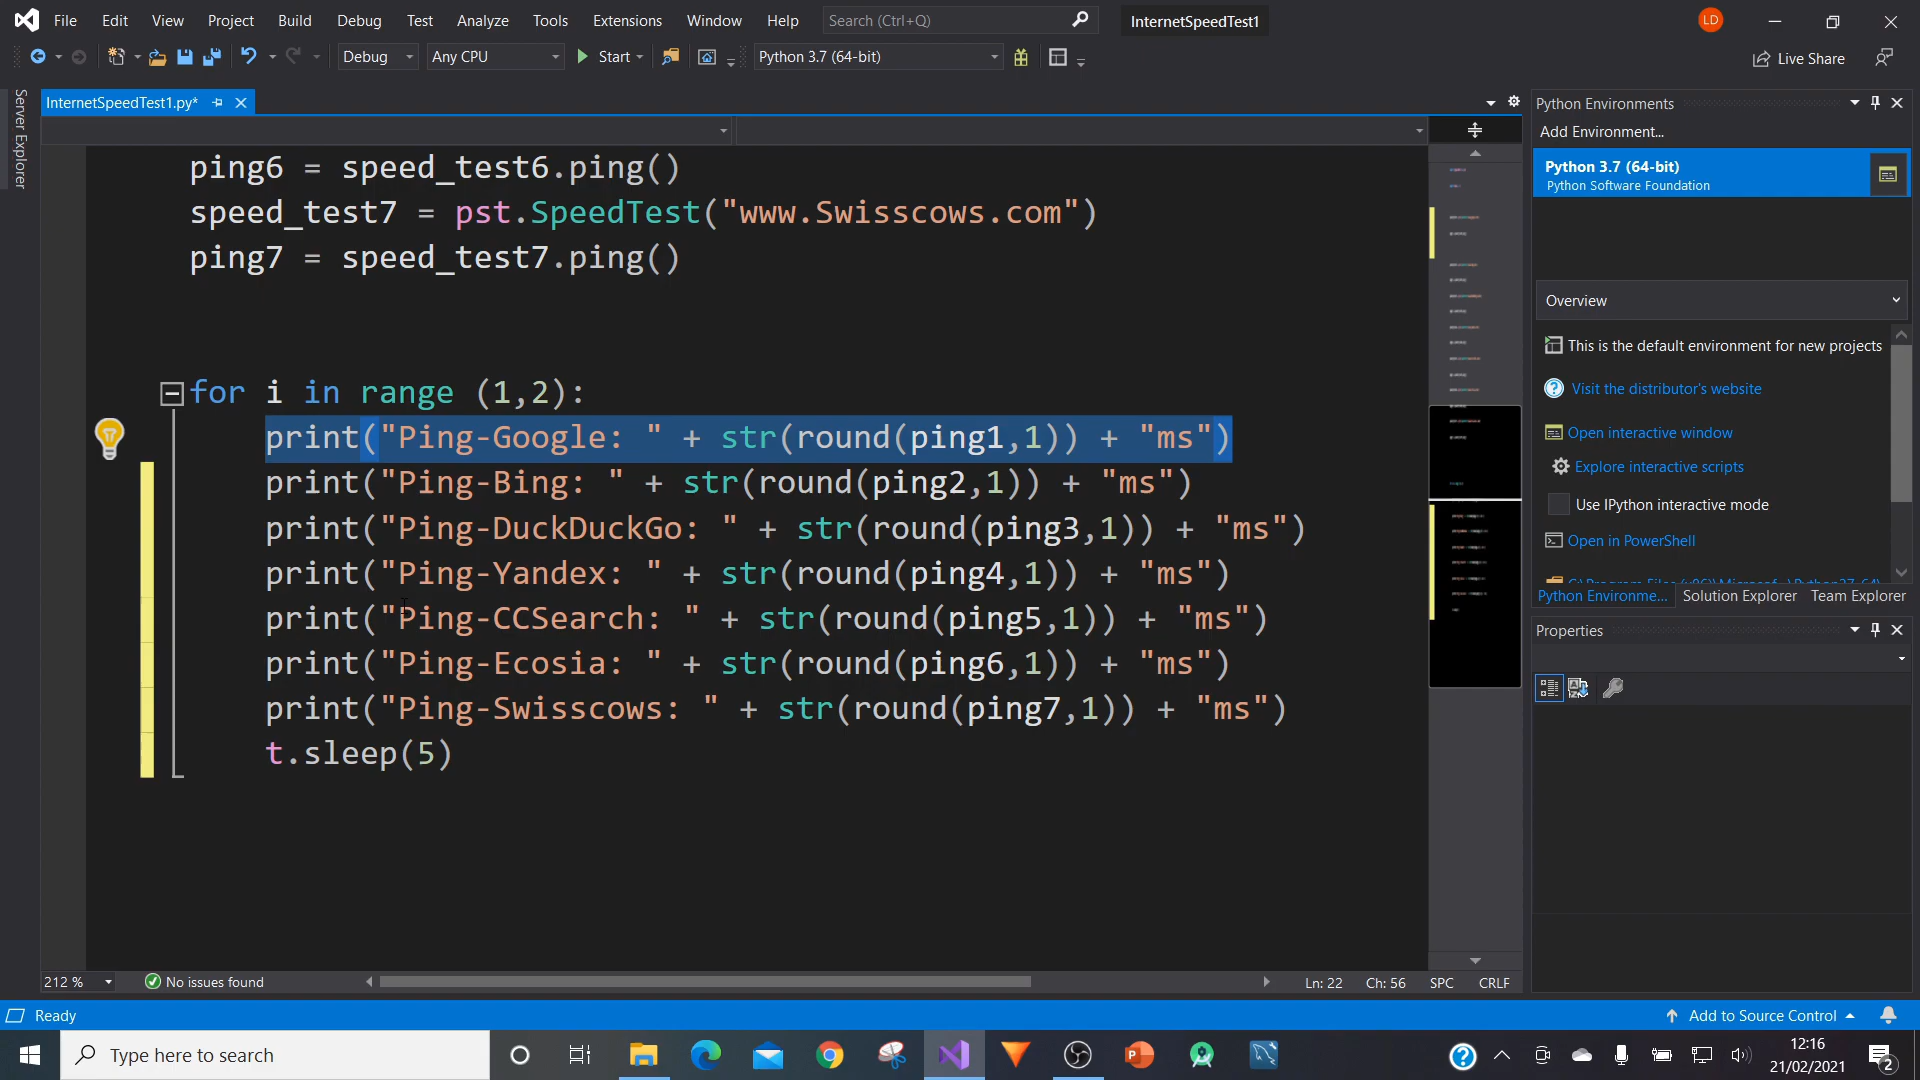 File Edit View Project Build Debug Test Analyze Tools Extensions Window Help Search (Ctrl+Q) InternetSpeedTest1 LD
Debug Any CPU Start Python 3.7 (64-bit) Live Share
Server Explorer
InternetSpeedTest1.py*
ping6 = speed_test6.ping()
speed_test7 = pst.SpeedTest("www.Swisscows.com")
ping7 = speed_test7.ping()
for i in range (1,2):
print("Ping-Google: " + str(round(ping1,1)) + "ms")
print("Ping-Bing: " + str(round(ping2,1)) + "ms")
print("Ping-DuckDuckGo: " + str(round(ping3,1)) + "ms")
print("Ping-Yandex: " + str(round(ping4,1)) + "ms")
print("Ping-CCSearch: " + str(round(ping5,1)) + "ms")
print("Ping-Ecosia: " + str(round(ping6,1)) + "ms")
print("Ping-Swisscows: " + str(round(ping7,1)) + "ms")
t.sleep(5)
212 % No issues found Ln: 22 Ch: 56 SPC CRLF
Python Environments
Add Environment...
Python 3.7 (64-bit)
Python Software Foundation
Overview
This is the default environment for new projects
Visit the distributor's website
Open interactive window
Explore interactive scripts
Use IPython interactive mode
Open in PowerShell
Python Environme... Solution Explorer Team Explorer
Properties
Ready Add to Source Control
Type here to search
12:16
21/02/2021
2